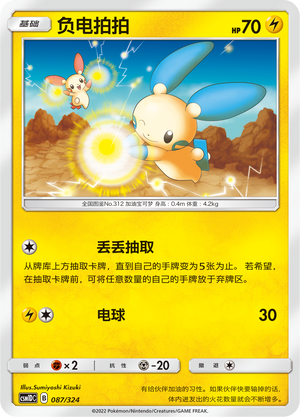 基础 负电拍拍 HP70
全国图鉴No.312 加油宝可梦 身高：0.4m 体重：4.2kg
丢丢抽取
从牌库上方抽取卡牌，直到自己的手牌变为5张为止。若希望，
在抽取卡牌前，可将任意数量的自己的手牌放于弃牌区。
电球 30
弱点 ×2 抗性 -20 撤退
Illus.Sumiyoshi Kizuki
CSM1DC B 087/324
有给伙伴加油的习性。如果伙伴快要输掉的话，
体内迸发出的火花数量就会不断增多。
©2022 Pokémon/Nintendo/Creatures/GAME FREAK.